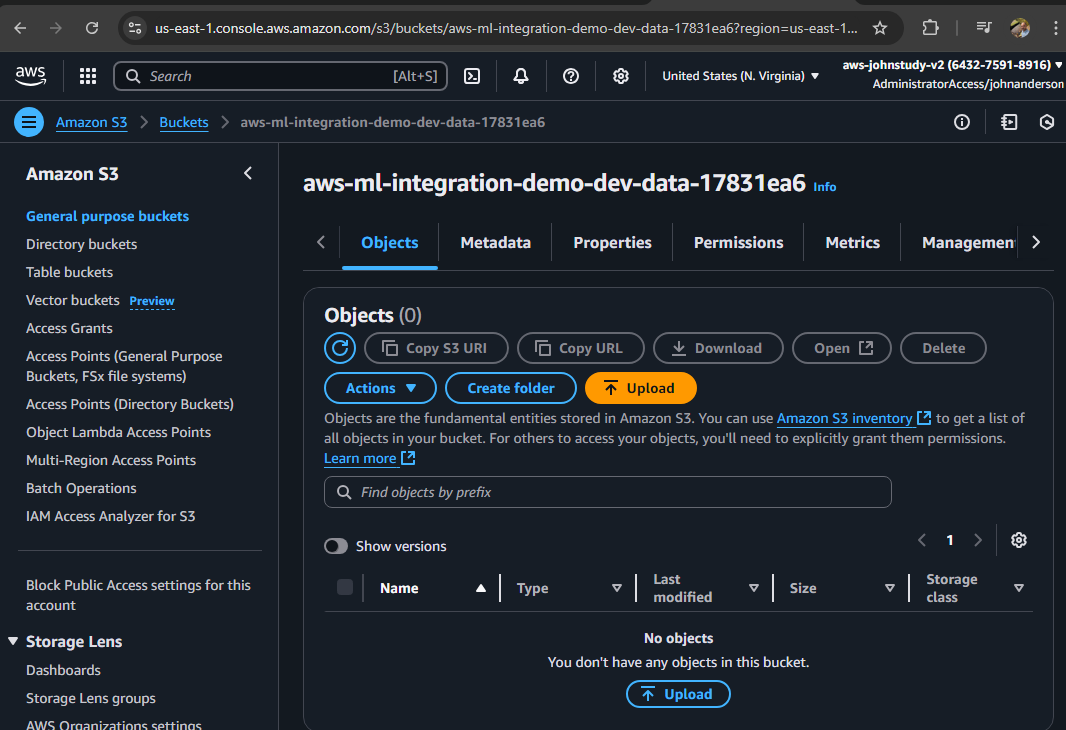 us-east-1.console.aws.amazon.com/s3/buckets/aws-ml-integration-demo-dev-data-17831ea6?region=us-east-1...
aws
Search
[Alt+S]
United States (N. Virginia)
aws-johnstudy-v2 (6432-7591-8916)
AdministratorAccess/johnanderson
Amazon S3
Buckets
aws-ml-integration-demo-dev-data-17831ea6
Amazon S3
General purpose buckets
Directory buckets
Table buckets
Vector buckets Preview
Access Grants
Access Points (General Purpose
Buckets, FSx file systems)
Access Points (Directory Buckets)
Object Lambda Access Points
Multi-Region Access Points
Batch Operations
IAM Access Analyzer for S3
Block Public Access settings for this
account
Storage Lens
Dashboards
Storage Lens groups
AWS Organizations settings
aws-ml-integration-demo-dev-data-17831ea6 Info
Objects
Metadata
Properties
Permissions
Metrics
Managemen
Objects (0)
Copy S3 URI
Copy URL
Download
Open
Delete
Actions
Create folder
Upload
Objects are the fundamental entities stored in Amazon S3. You can use Amazon S3 inventory to get a list of
all objects in your bucket. For others to access your objects, you'll need to explicitly grant them permissions.
Learn more
Find objects by prefix
Show versions
1
Name
Type
Last
modified
Size
Storage
class
No objects
You don't have any objects in this bucket.
Upload